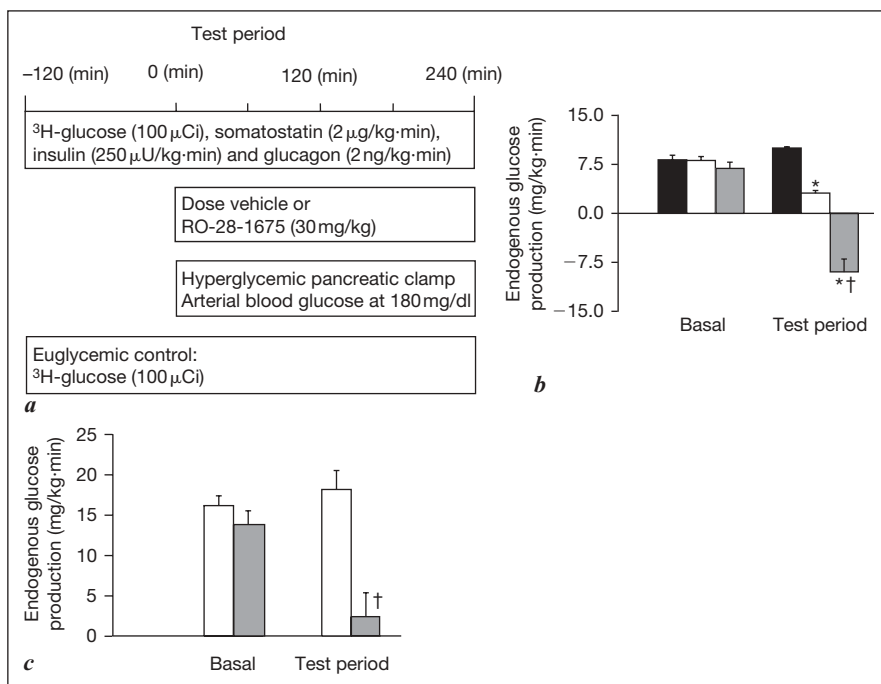 Test period
–120 (min) 0 (min) 120 (min) 240 (min)
³H-glucose (100 μCi), somatostatin (2 μg/kg·min),
insulin (250 μU/kg·min) and glucagon (2 ng/kg·min)
Dose vehicle or
RO-28-1675 (30 mg/kg)
Hyperglycemic pancreatic clamp
Arterial blood glucose at 180 mg/dl
Euglycemic control:
³H-glucose (100 μCi)
a
Endogenous glucose
production (mg/kg·min)
15.0
7.5
0.0
–7.5
–15.0
*
*†
Basal Test period
b
Endogenous glucose
production (mg/kg·min)
25
20
15
10
5
0
†
Basal Test period
c